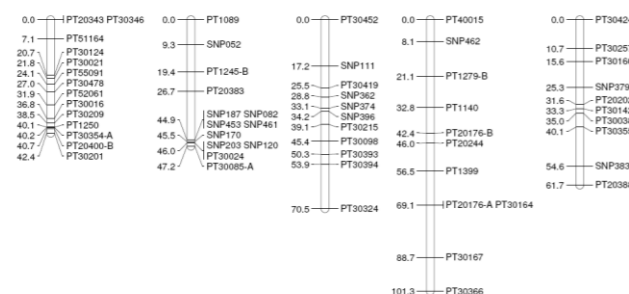 0.0 PT20343 PT30346
7.1 PT51164
20.7 PT30124
21.8 PT30021
24.1 PT55091
27.0 PT30478
31.9 PT52061
36.8 PT30016
38.5 PT30209
40.1 PT1250
40.2 PT30354-A
40.7 PT20400-B
42.4 PT30201
0.0 PT1089
9.3 SNP052
19.4 PT1245-B
26.7 PT20383
SNP187 SNP082
44.9 SNP453 SNP461
45.5 SNP170
46.0 SNP203 SNP120
PT30024
47.2 PT30085-A
0.0 PT30452
17.2 SNP111
25.5 PT30419
28.8 SNP362
33.1 SNP374
34.2 SNP396
39.1 PT30215
45.4 PT30098
50.3 PT30393
53.9 PT30394
70.5 PT30324
0.0 PT40015
8.1 SNP462
21.1 PT1279-B
32.8 PT1140
42.4 PT20176-B
46.0 PT20244
56.5 PT1399
69.1 PT20176-A PT30164
88.7 PT30167
101.3 PT30366
0.0
10.7
15.6
25.3 SNP379
31.6
33.3
35.0
40.1
54.6 SNP383
61.7